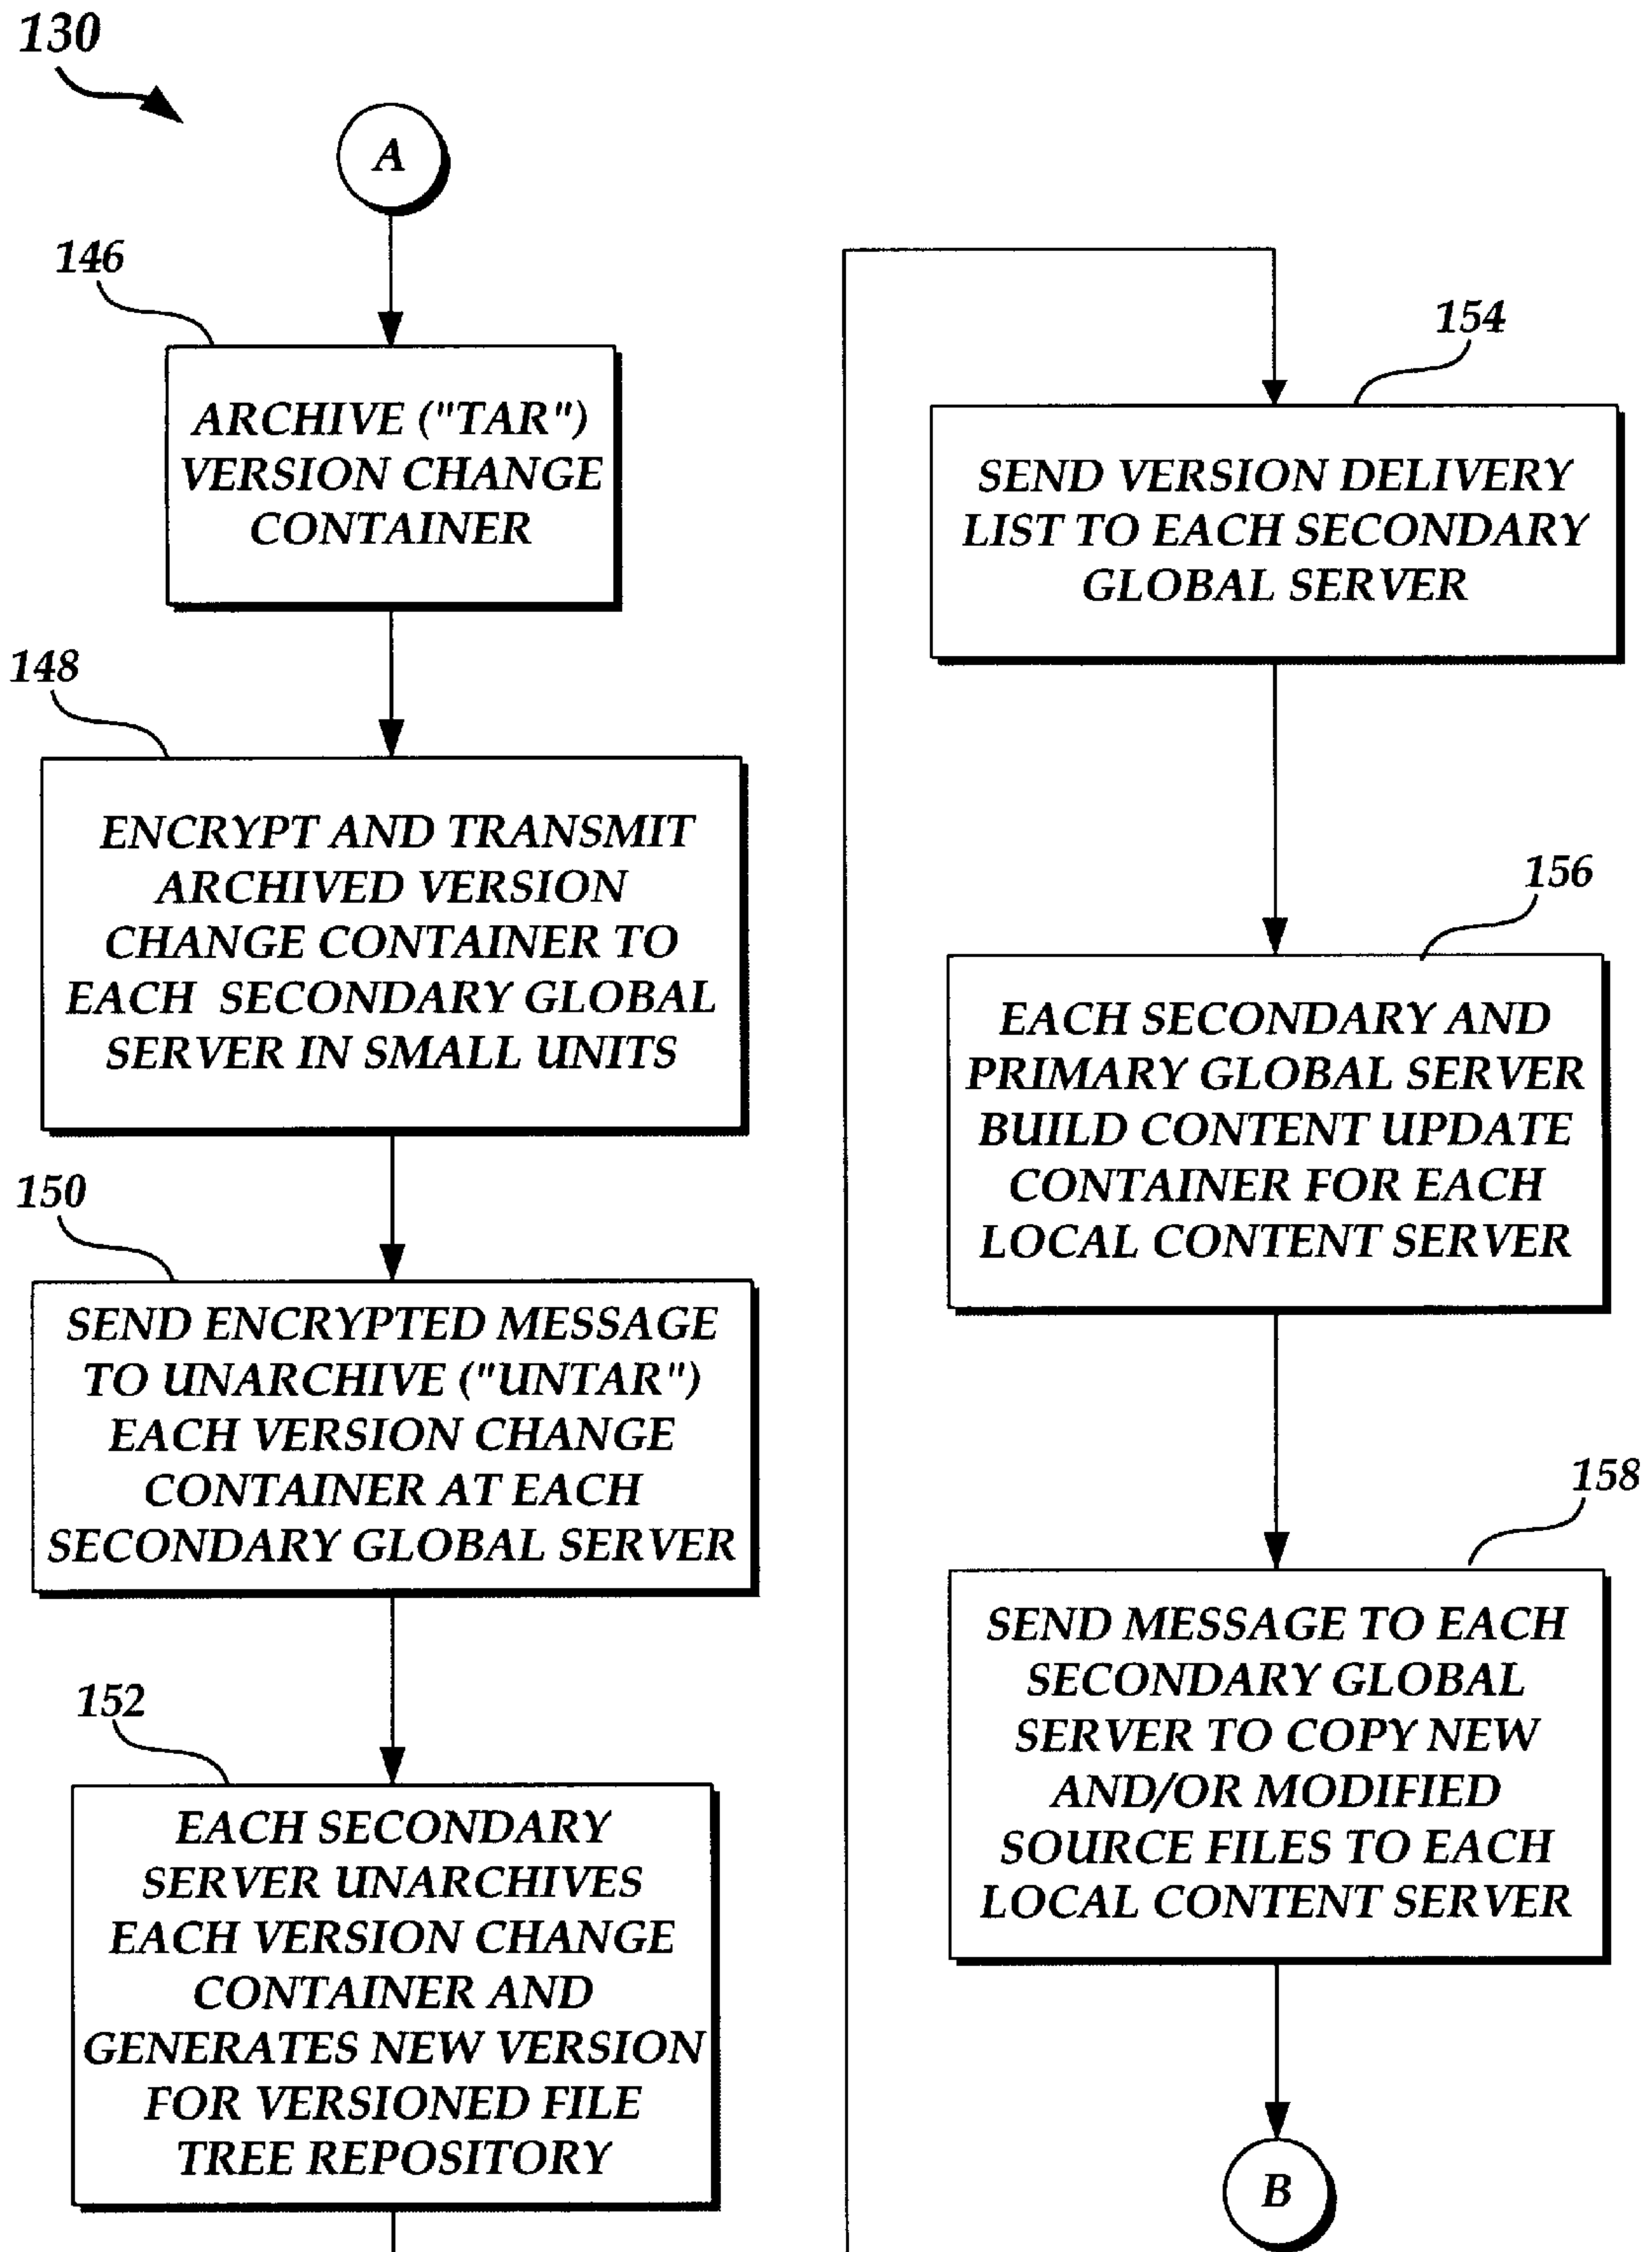 130
A
146
ARCHIVE ("TAR")
VERSION CHANGE
CONTAINER
148
ENCRYPT AND TRANSMIT
ARCHIVED VERSION
CHANGE CONTAINER TO
EACH SECONDARY GLOBAL
SERVER IN SMALL UNITS
150
SEND ENCRYPTED MESSAGE
TO UNARCHIVE ("UNTAR")
EACH VERSION CHANGE
CONTAINER AT EACH
SECONDARY GLOBAL SERVER
152
EACH SECONDARY
SERVER UNARCHIVES
EACH VERSION CHANGE
CONTAINER AND
GENERATES NEW VERSION
FOR VERSIONED FILE
TREE REPOSITORY
154
SEND VERSION DELIVERY
LIST TO EACH SECONDARY
GLOBAL SERVER
156
EACH SECONDARY AND
PRIMARY GLOBAL SERVER
BUILD CONTENT UPDATE
CONTAINER FOR EACH
LOCAL CONTENT SERVER
158
SEND MESSAGE TO EACH
SECONDARY GLOBAL
SERVER TO COPY NEW
AND/OR MODIFIED
SOURCE FILES TO EACH
LOCAL CONTENT SERVER
B